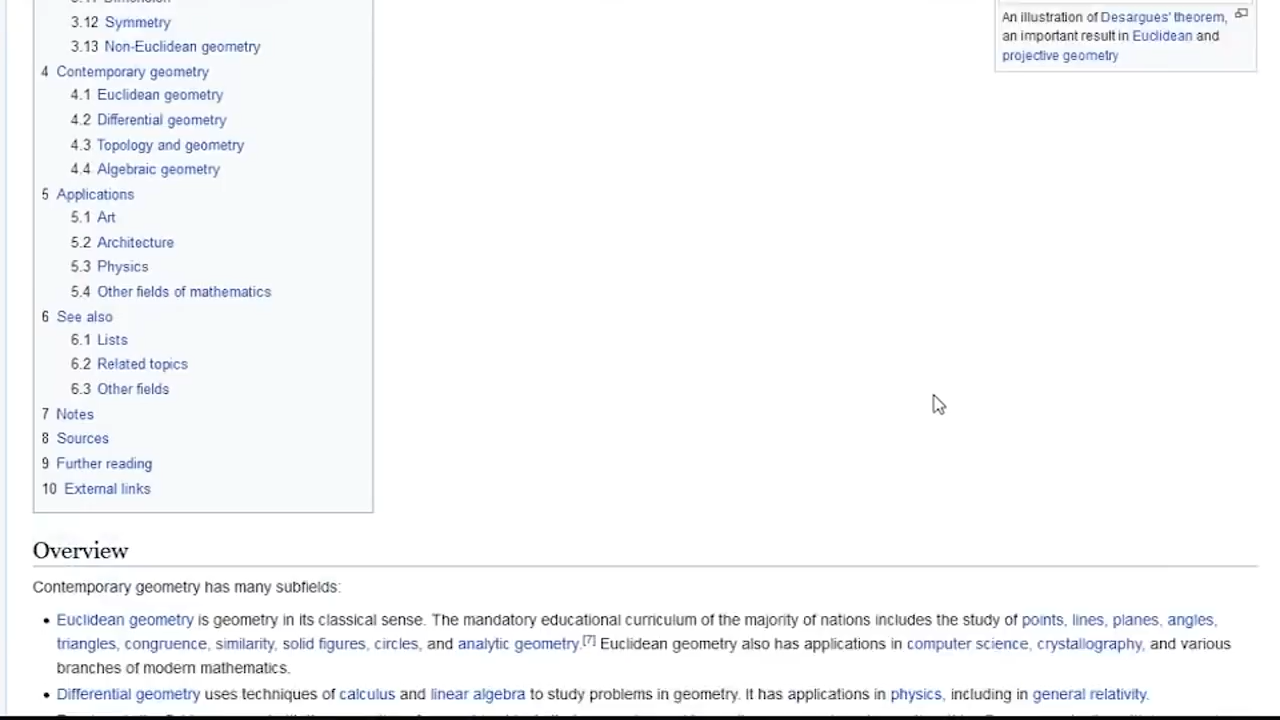 3.11 Dimension
3.12 Symmetry
3.13 Non-Euclidean geometry
4 Contemporary geometry
4.1 Euclidean geometry
4.2 Differential geometry
4.3 Topology and geometry
4.4 Algebraic geometry
5 Applications
5.1 Art
5.2 Architecture
5.3 Physics
5.4 Other fields of mathematics
6 See also
6.1 Lists
6.2 Related topics
6.3 Other fields
7 Notes
8 Sources
9 Further reading
10 External links
An illustration of Desargues' theorem,
an important result in Euclidean and
projective geometry
Overview
Contemporary geometry has many subfields:
• Euclidean geometry is geometry in its classical sense. The mandatory educational curriculum of the majority of nations includes the study of points, lines, planes, angles,
triangles, congruence, similarity, solid figures, circles, and analytic geometry.[7] Euclidean geometry also has applications in computer science, crystallography, and various
branches of modern mathematics.
• Differential geometry uses techniques of calculus and linear algebra to study problems in geometry. It has applications in physics, including in general relativity.